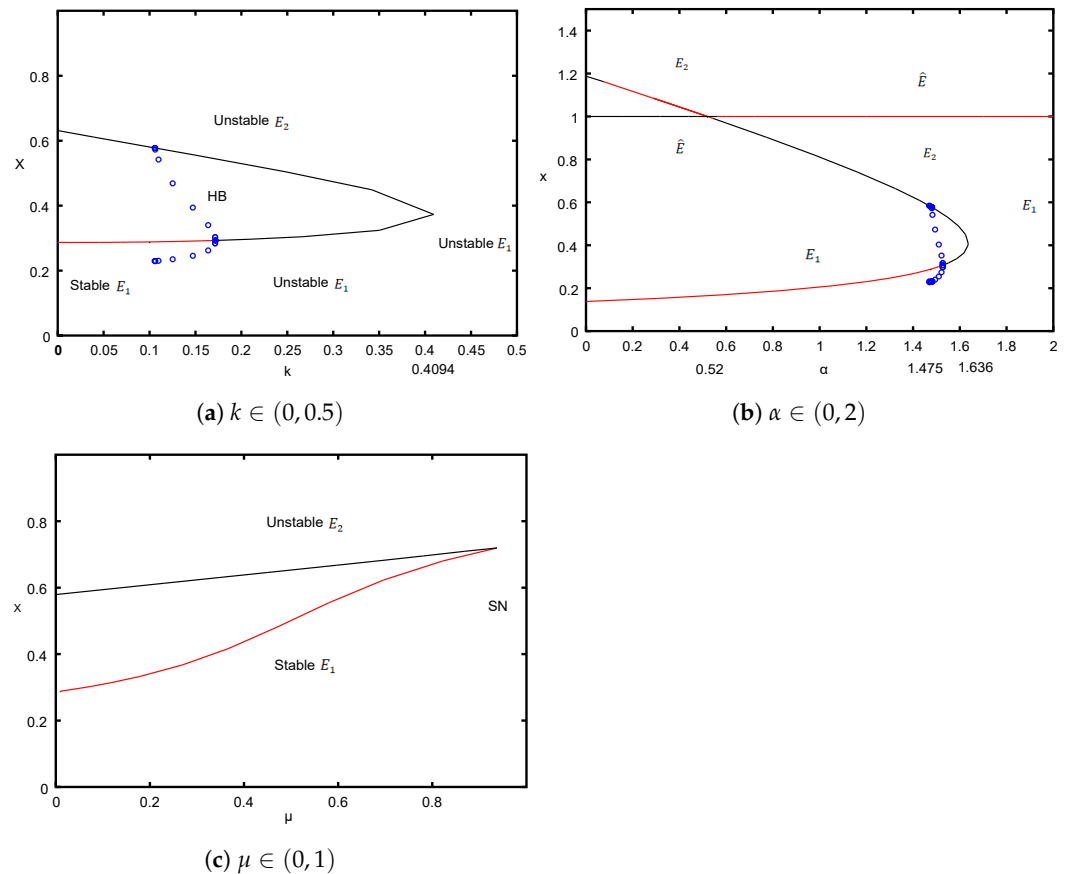 X
0.8
0.6
0.4
0.2
0
Unstable E₂
HB
Unstable E₁
Stable E₁
Unstable E₁
0 0.05 0.1 0.15 0.2 0.25 0.3 0.35 0.4 0.45 0.5
k 0.4094
(a) k ∈ (0, 0.5)
1.4
1.2
1
0.8
x
0.6
0.4
0.2
0
E₂
Ê
Ê
E₂
E₁
E₁
0 0.2 0.4 0.6 0.8 1 1.2 1.4 1.6 1.8 2
0.52 α 1.475 1.636
(b) α ∈ (0, 2)
0.8
0.6
x
0.4
0.2
0
Unstable E₂
SN
Stable E₁
0 0.2 0.4 0.6 0.8
μ
(c) μ ∈ (0, 1)